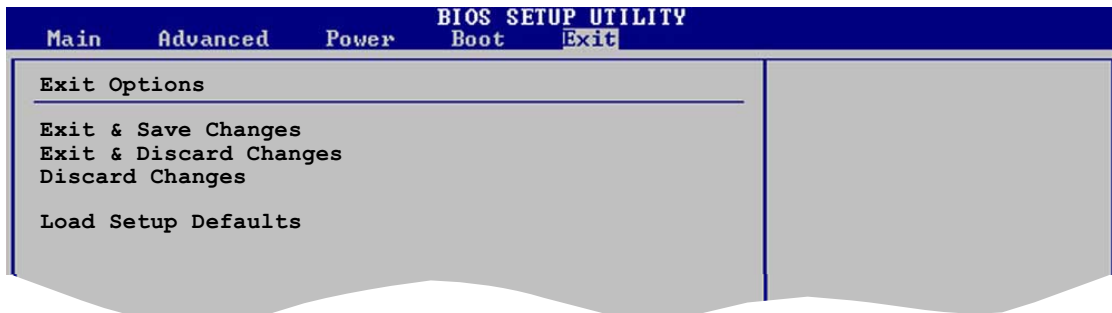 BIOS SETUP UTILITY
Main Advanced Power Boot Exit
Exit Options
Exit & Save Changes
Exit & Discard Changes
Discard Changes
Load Setup Defaults